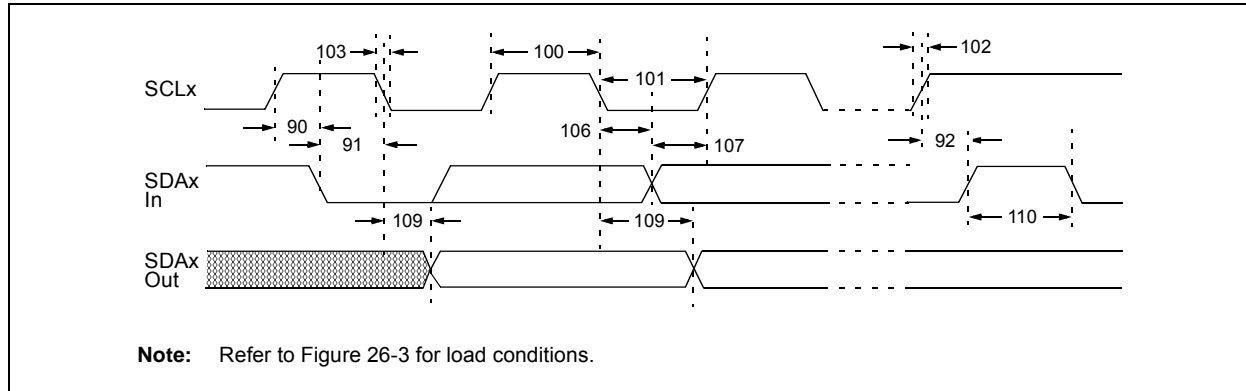 103 100 102
SCLx 101
90 106
91 107 92
SDAx
In
109 109 110
SDAx
Out
Note: Refer to Figure 26-3 for load conditions.